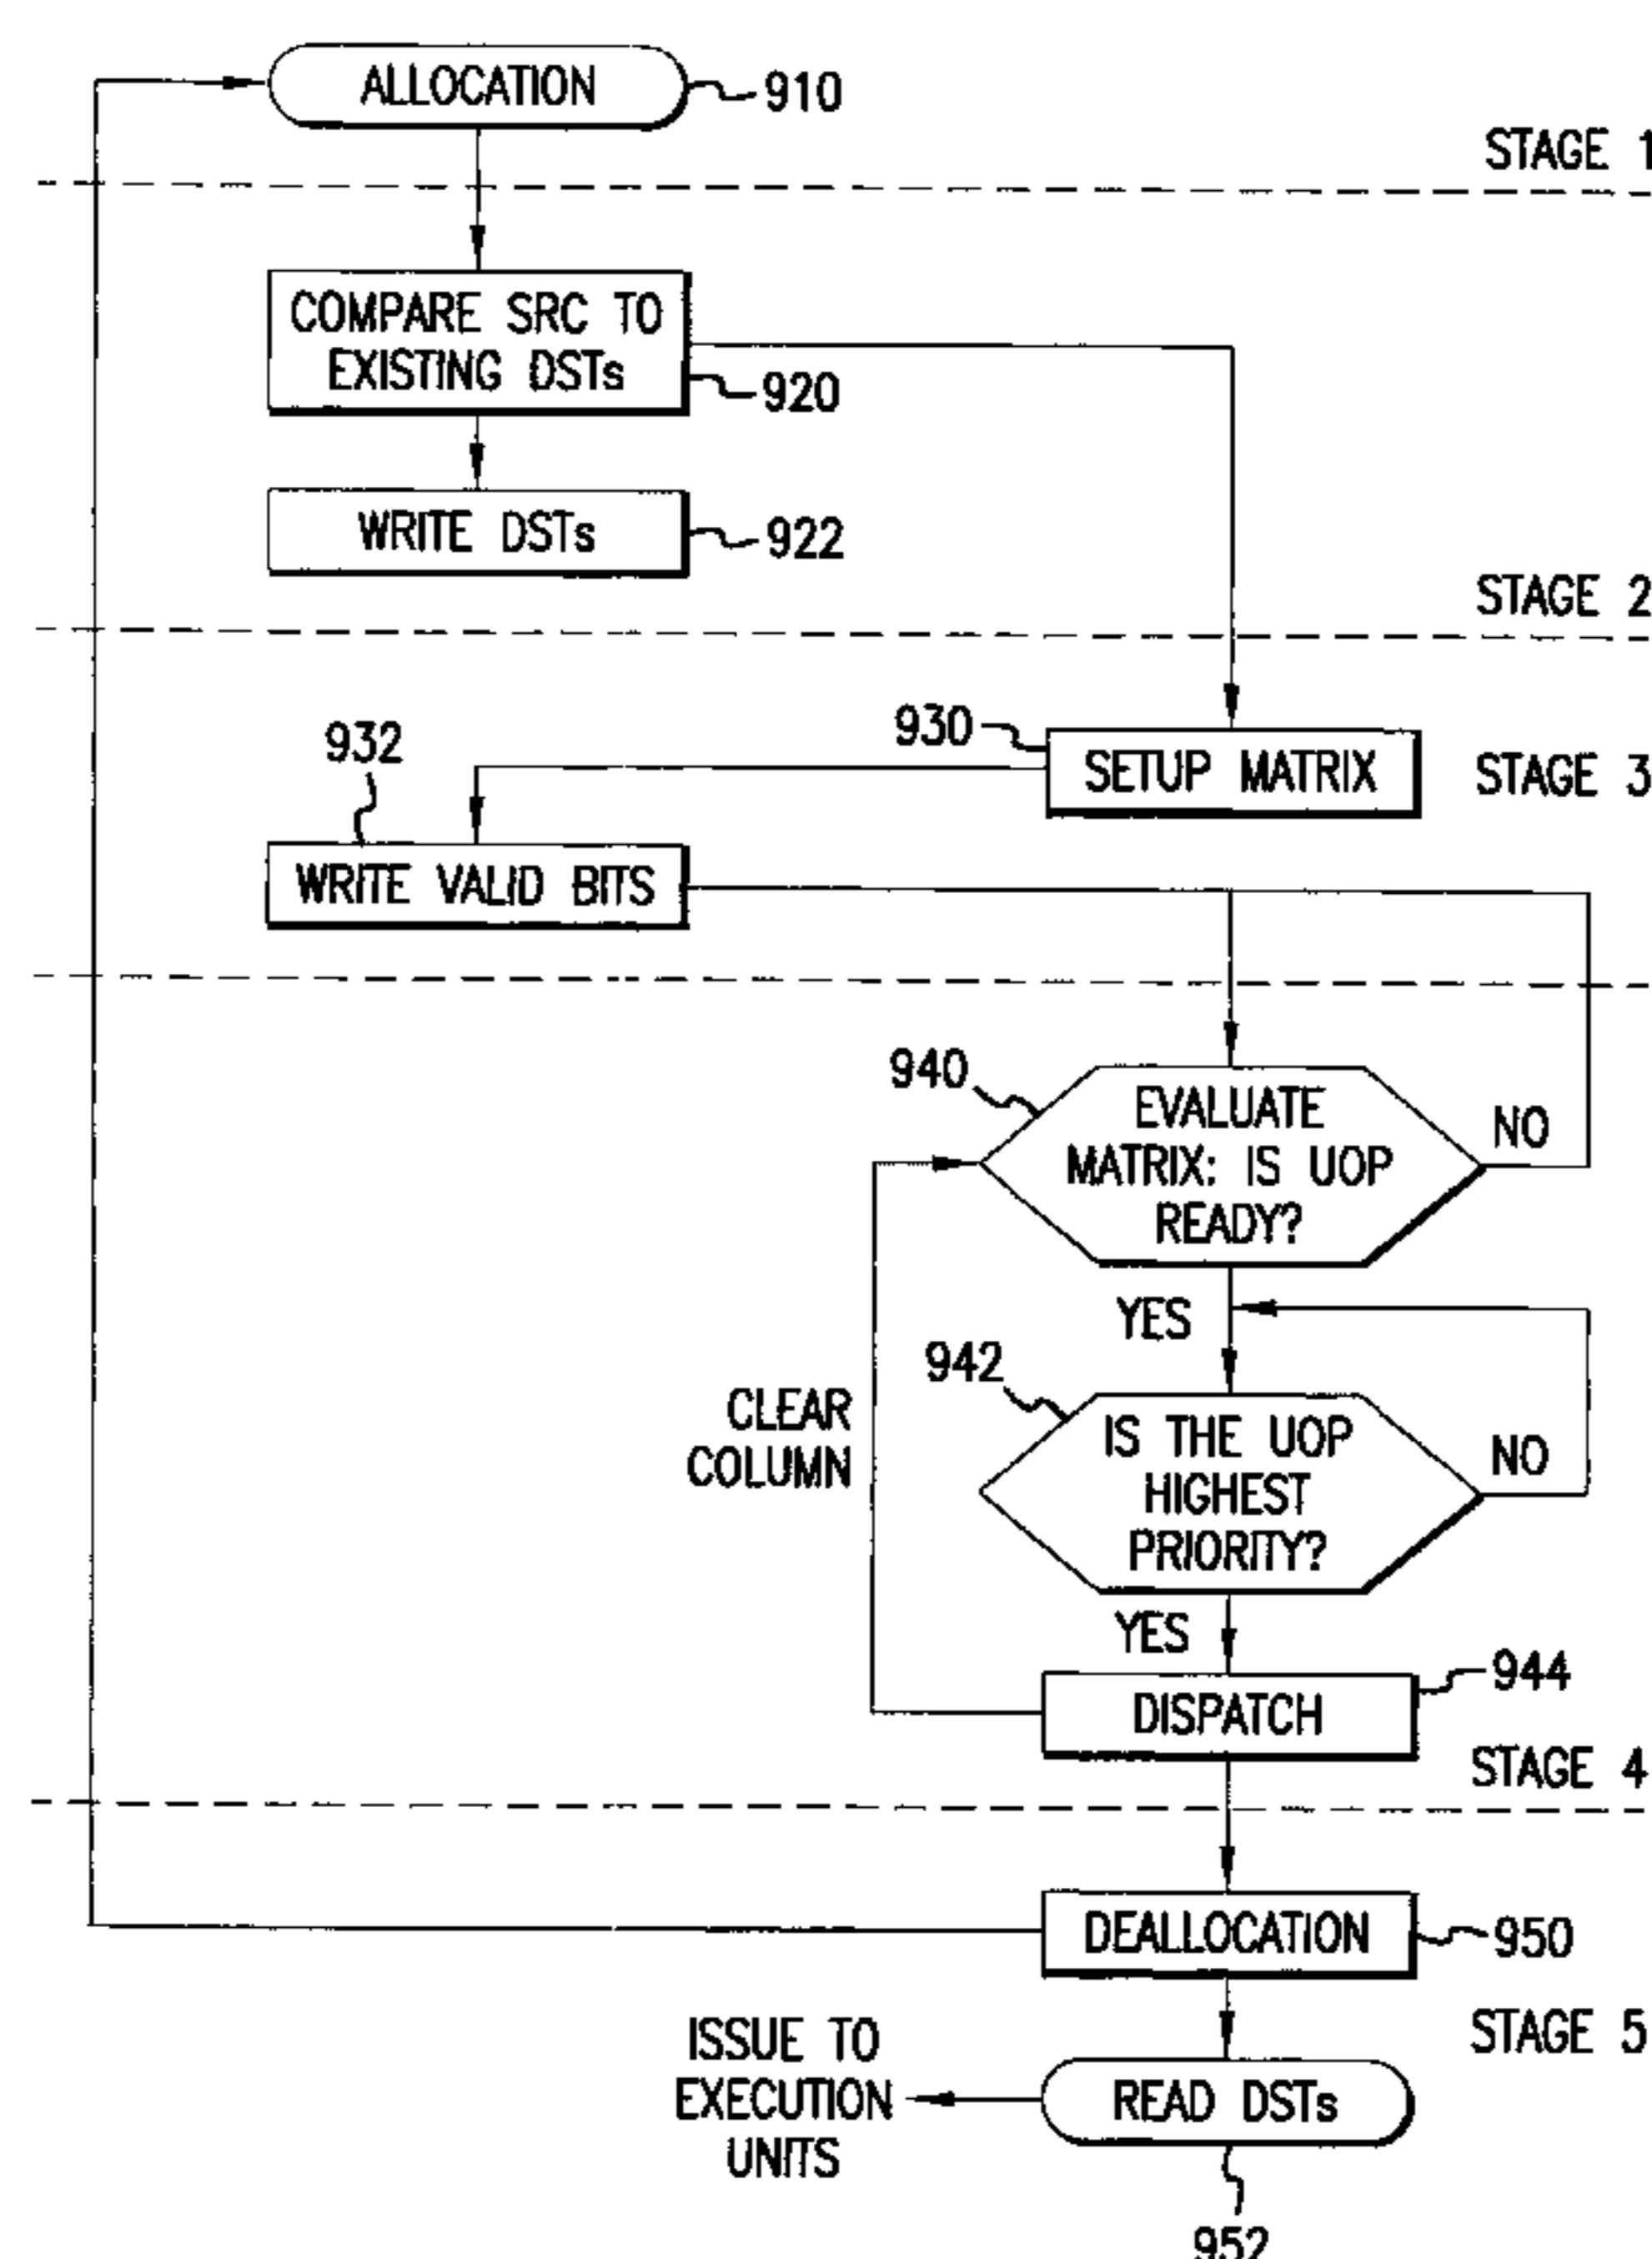 ALLOCATION
910
STAGE 1
COMPARE SRC TO
EXISTING DSTs
920
WRITE DSTs
922
STAGE 2
930
932
SETUP MATRIX
STAGE 3
WRITE VALID BITS
940
EVALUATE
MATRIX: IS UOP
READY?
NO
YES
942
CLEAR
COLUMN
IS THE UOP
HIGHEST
PRIORITY?
NO
YES
944
DISPATCH
STAGE 4
DEALLOCATION
950
STAGE 5
ISSUE TO
EXECUTION
UNITS
READ DSTs
952